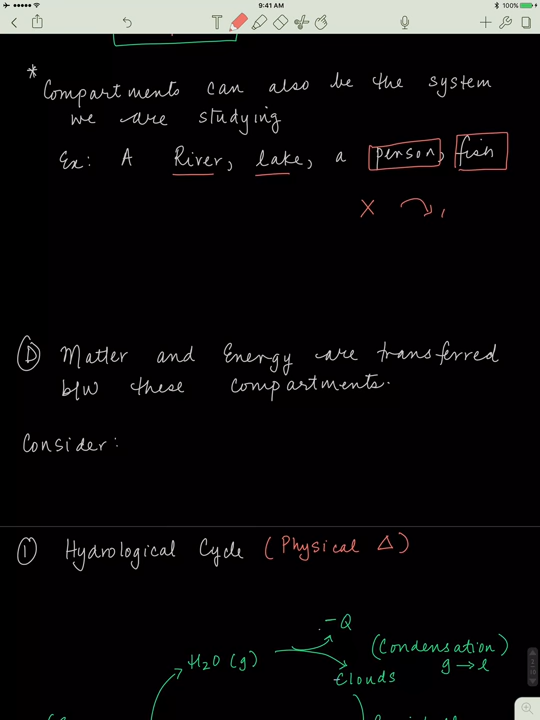 9:41 AM
100%
T
* Compartments can also be the system
we are studying
Ex: A River, lake, a person, fish
X
① Matter and Energy are transferred
b/w these compartments.
Consider:
① Hydrological Cycle (Physical Δ)
- Q
H2O (g)
(Condensation)
g → l
Clouds